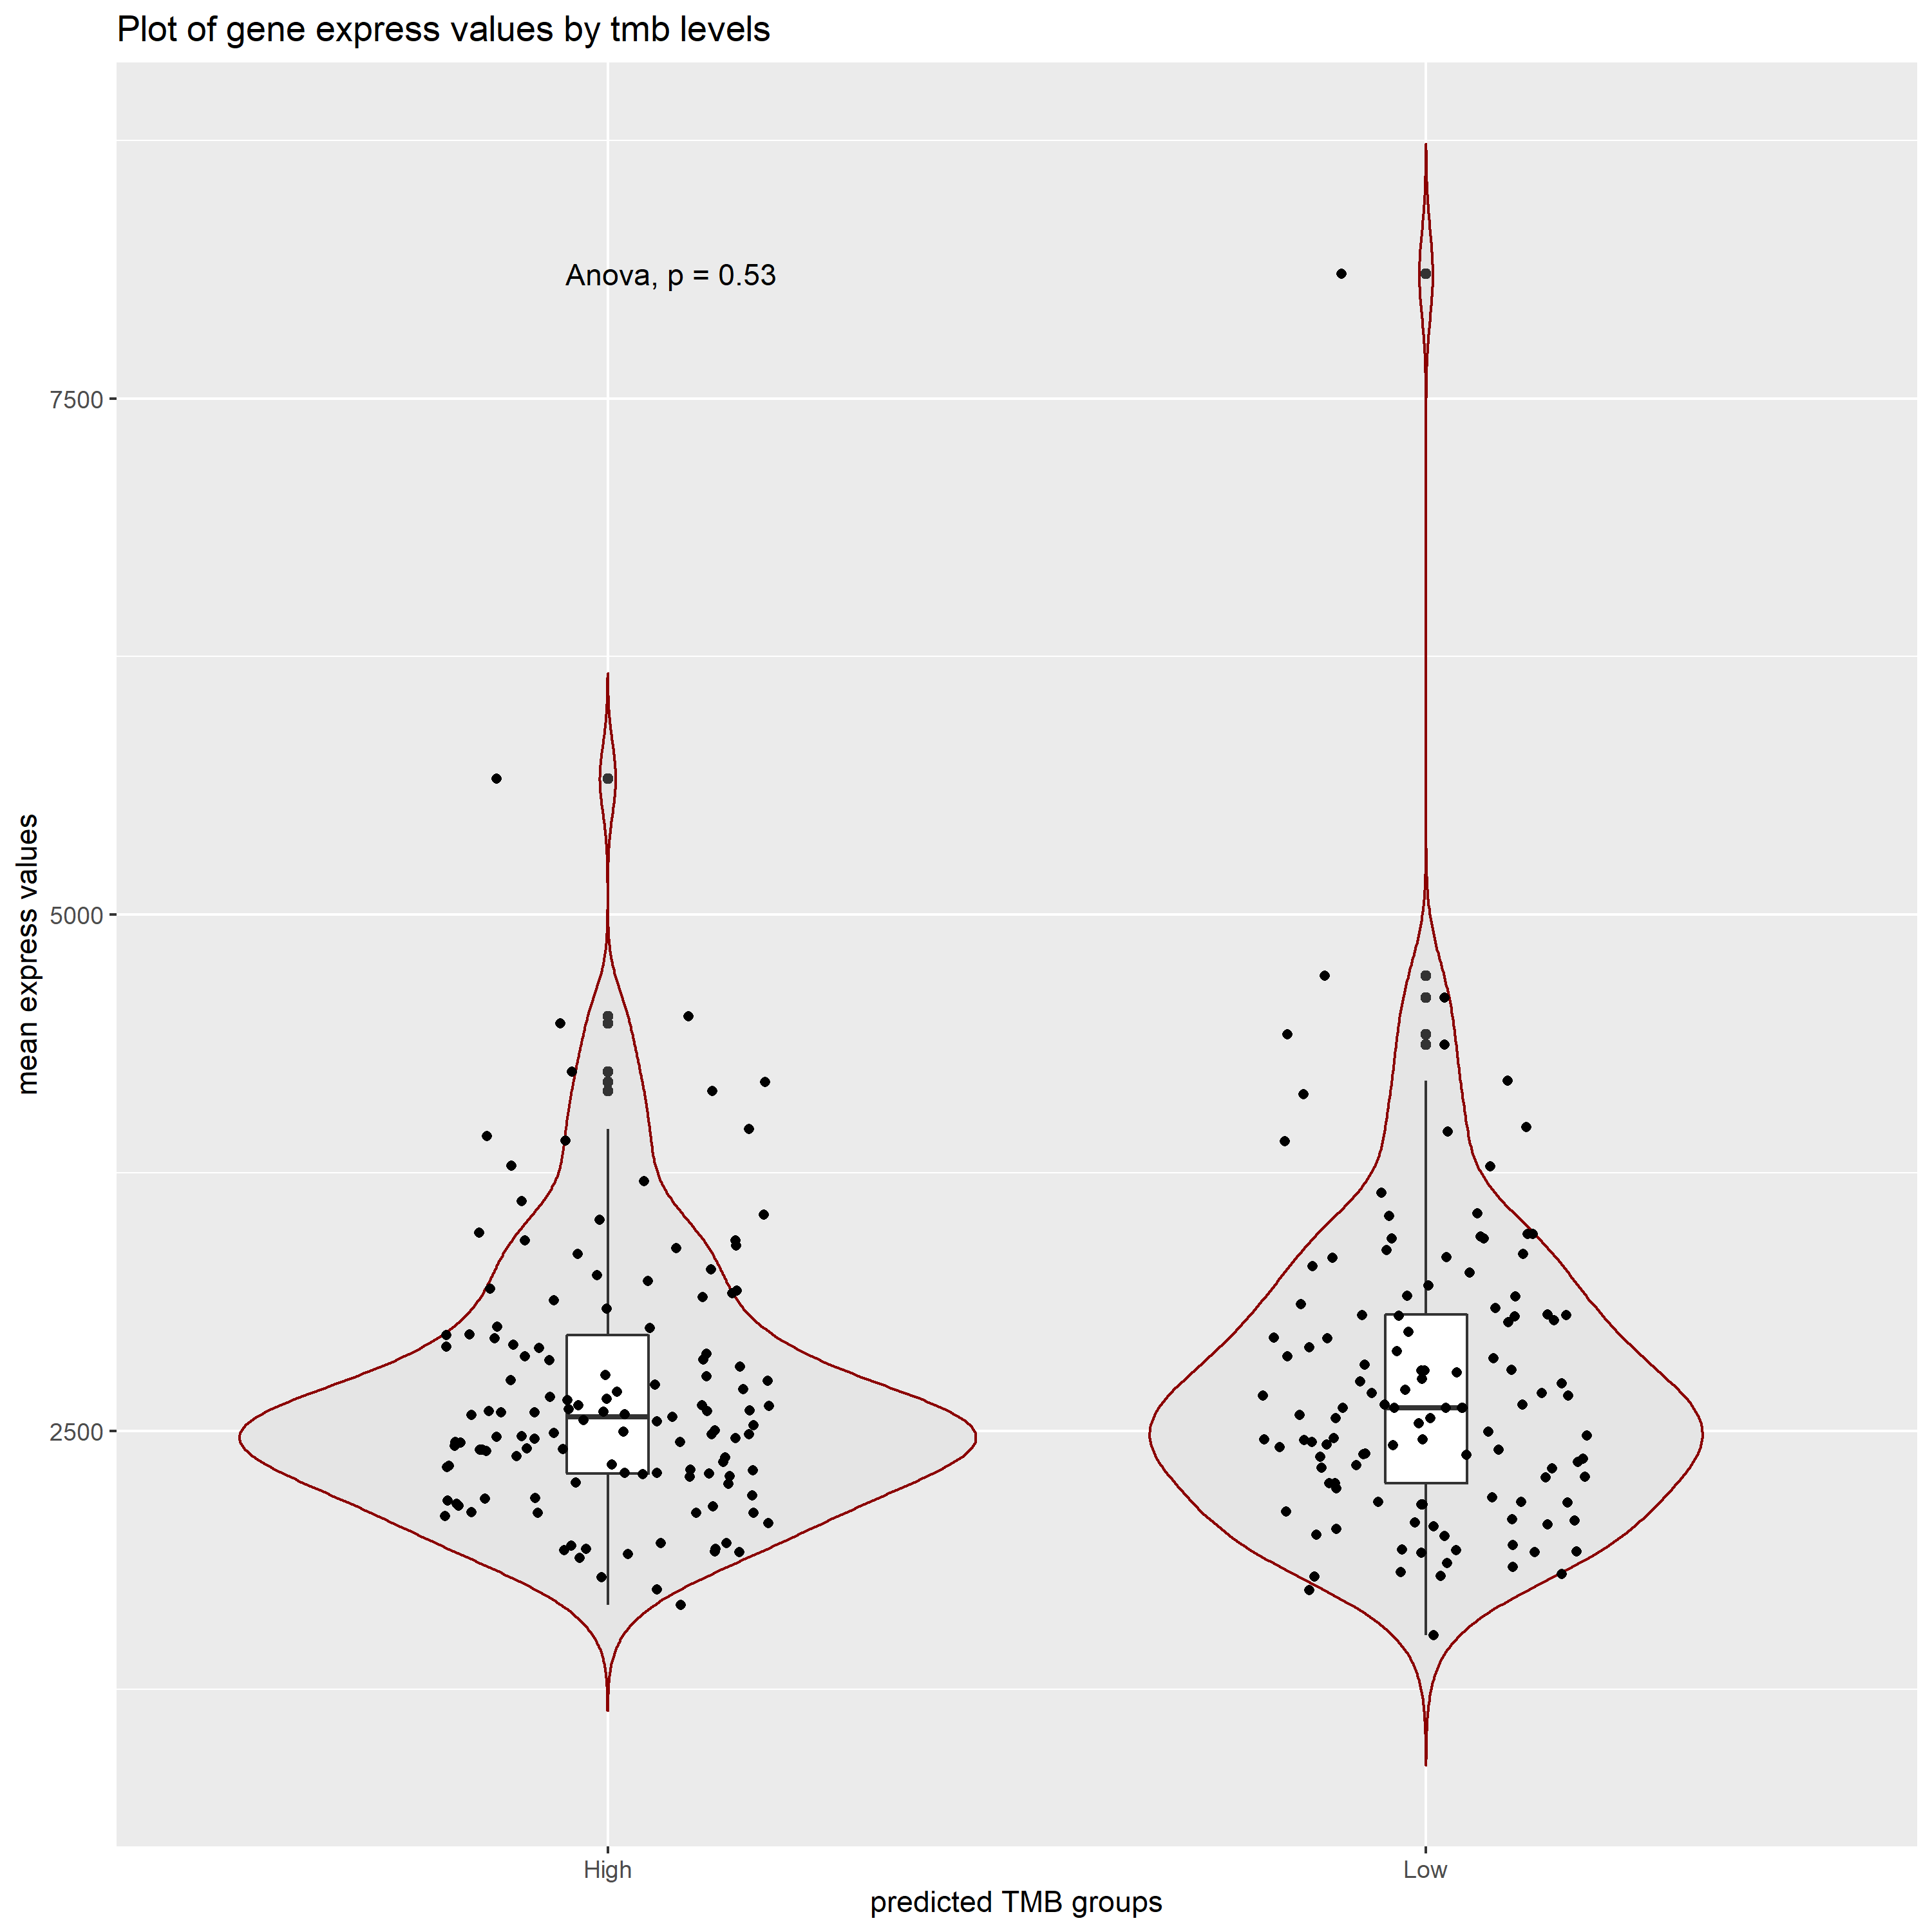 Plot of gene express values by tmb levels
Anova, p = 0.53
7500
5000
2500
mean express values
High
Low
predicted TMB groups